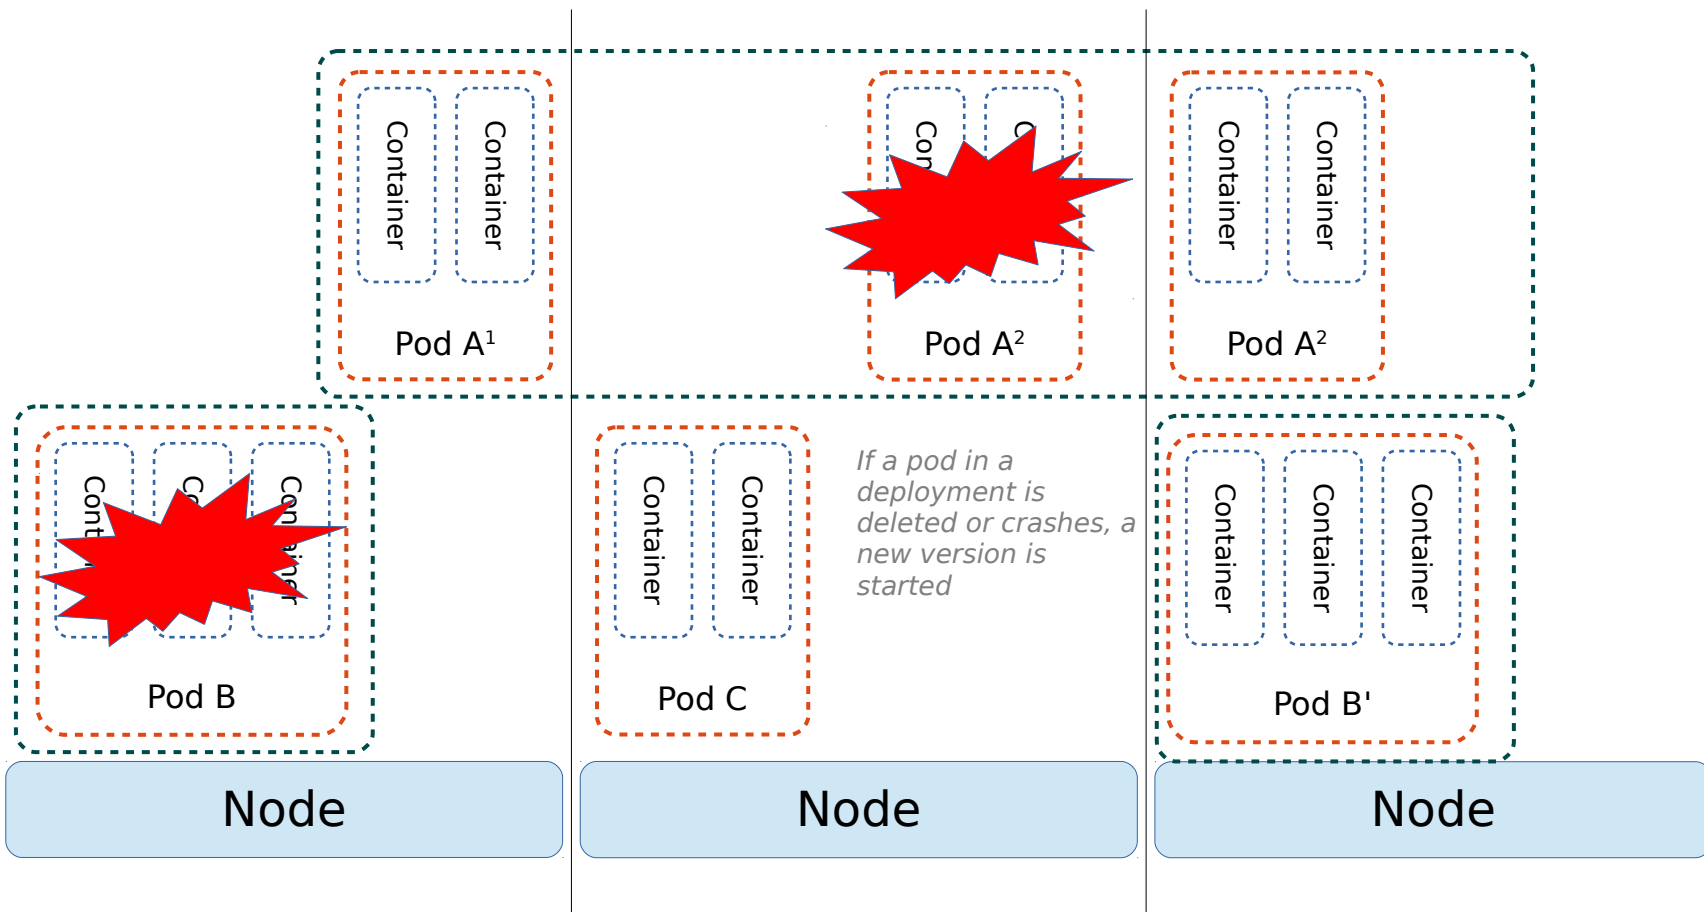 Container
Container
Pod A¹
Pod A²
Container
Container
Pod A²
Container
Pod B
Container
Container
Pod C
If a pod in a
deployment is
deleted or crashes, a
new version is
started
Container
Container
Container
Pod B'
Node
Node
Node